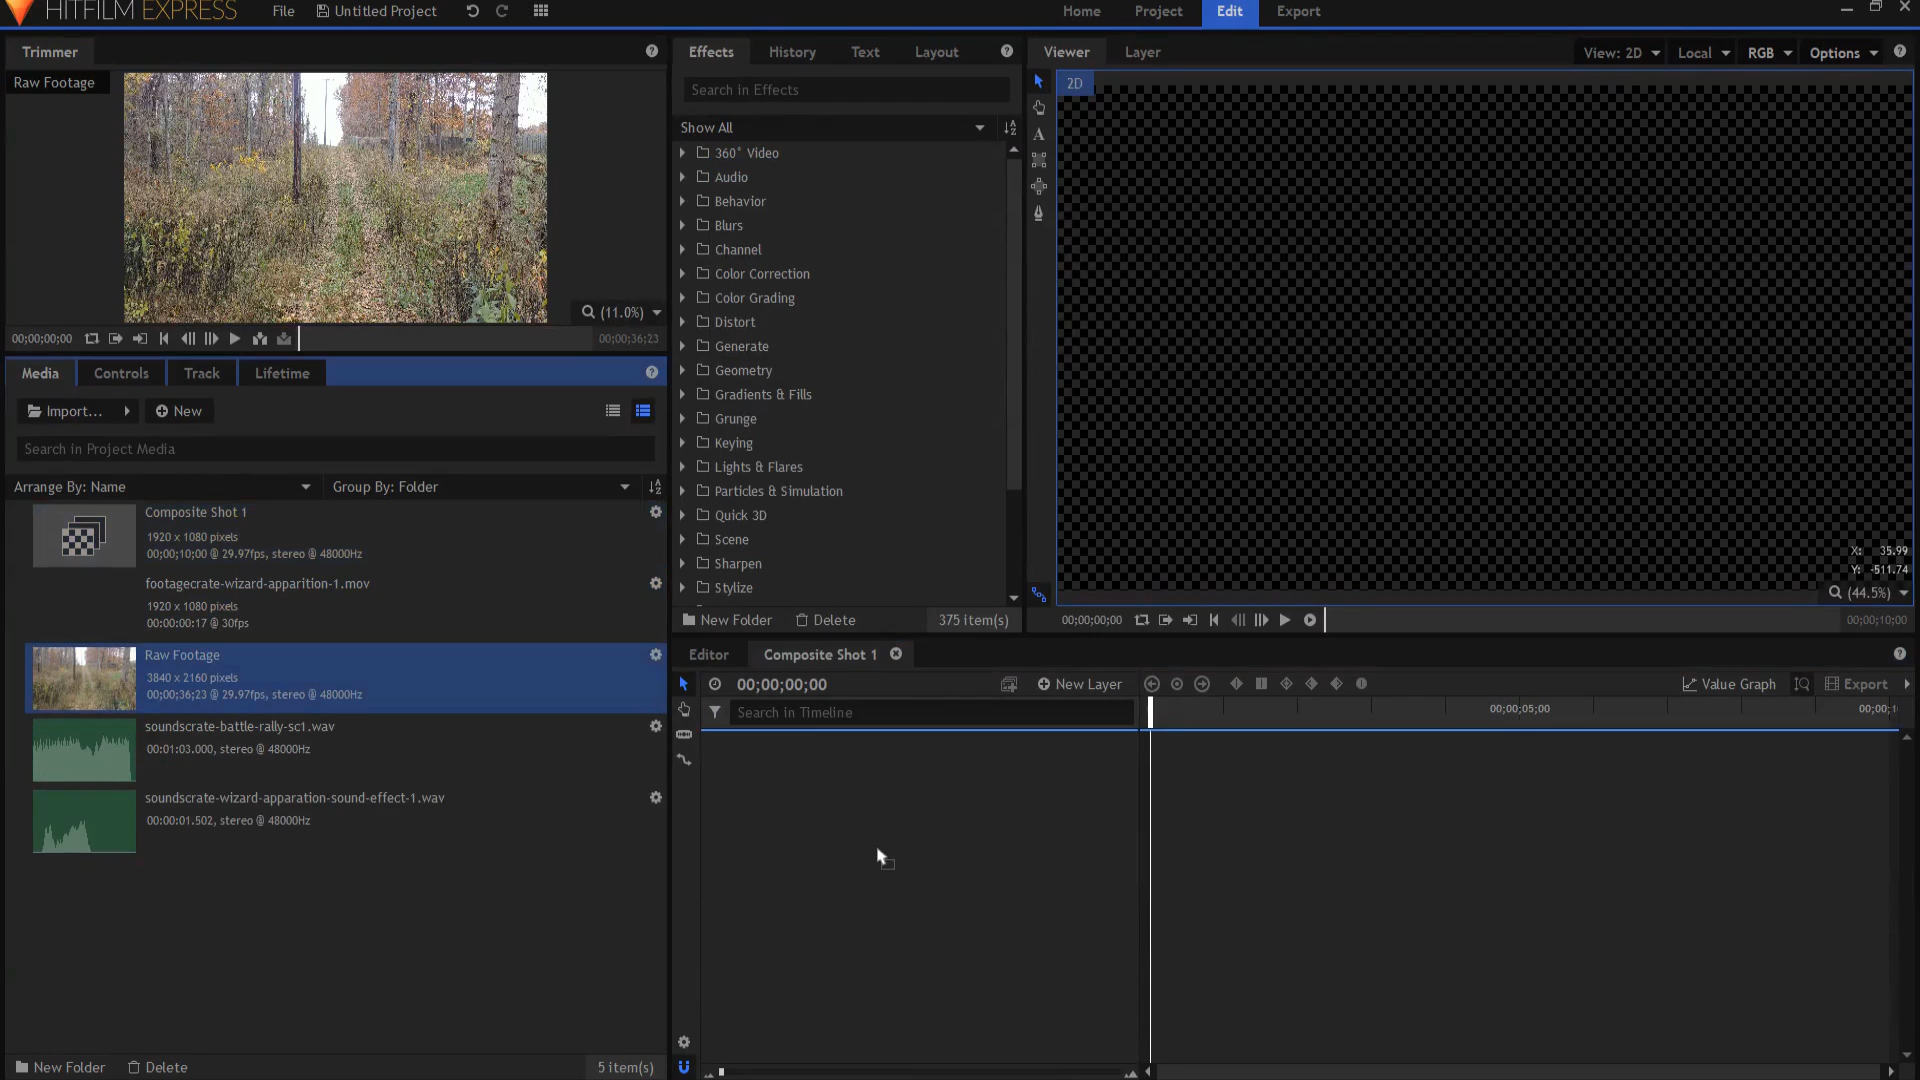 HITFILM EXPRESS
File
Untitled Project
Home
Project
Edit
Export
Trimmer
Raw Footage
(11.0%)
00;00;00;00
00;00;36;23
Media
Controls
Track
Lifetime
Import...
New
Search in Project Media
Arrange By: Name
Group By: Folder
Composite Shot 1
1920 x 1080 pixels
00;00;10;00 @ 29.97fps, stereo @ 48000Hz
footagecrate-wizard-apparition-1.mov
1920 x 1080 pixels
00:00:00:17 @ 30fps
Raw Footage
3840 x 2160 pixels
00;00;36;23 @ 29.97fps, stereo @ 48000Hz
soundscrate-battle-rally-sc1.wav
00:01:03.000, stereo @ 48000Hz
soundscrate-wizard-apparation-sound-effect-1.wav
00:00:01.502, stereo @ 48000Hz
New Folder
Delete
5 item(s)
Effects
History
Text
Layout
Search in Effects
Show All
360° Video
Audio
Behavior
Blurs
Channel
Color Correction
Color Grading
Distort
Generate
Geometry
Gradients & Fills
Grunge
Keying
Lights & Flares
Particles & Simulation
Quick 3D
Scene
Sharpen
Stylize
New Folder
Delete
375 item(s)
Viewer
Layer
View: 2D
Local
RGB
Options
2D
A
X: 35.99
Y: -511.74
(44.5%)
00;00;00;00
00;00;10;00
Editor
Composite Shot 1
00;00;00;00
New Layer
Value Graph
Export
Search in Timeline
00;00;05;00
00;00;1